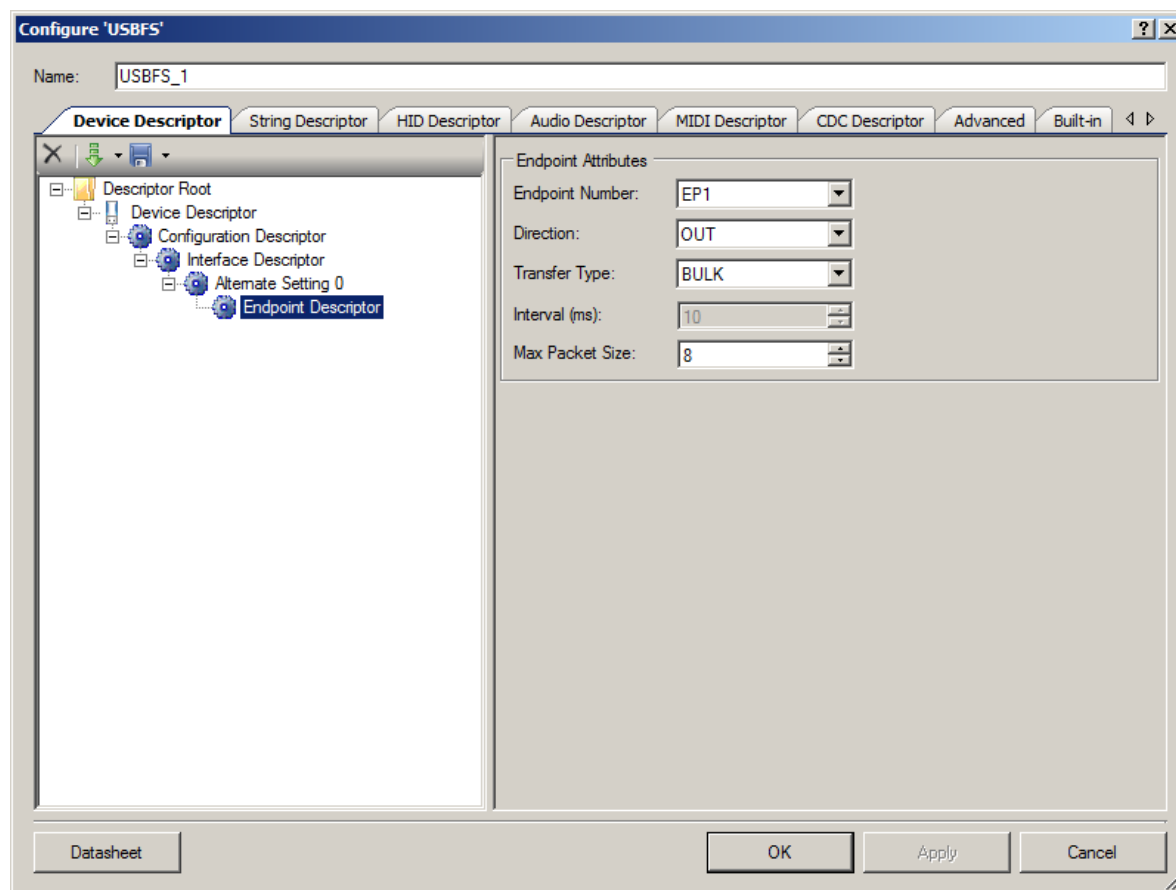 Configure 'USBFS'
Name: USBFS_1
Device Descriptor String Descriptor HID Descriptor Audio Descriptor MIDI Descriptor CDC Descriptor Advanced Built-in
Descriptor Root
Device Descriptor
Configuration Descriptor
Interface Descriptor
Alternate Setting 0
Endpoint Descriptor
Endpoint Attributes
Endpoint Number: EP1
Direction: OUT
Transfer Type: BULK
Interval (ms): 10
Max Packet Size: 8
Datasheet OK Apply Cancel